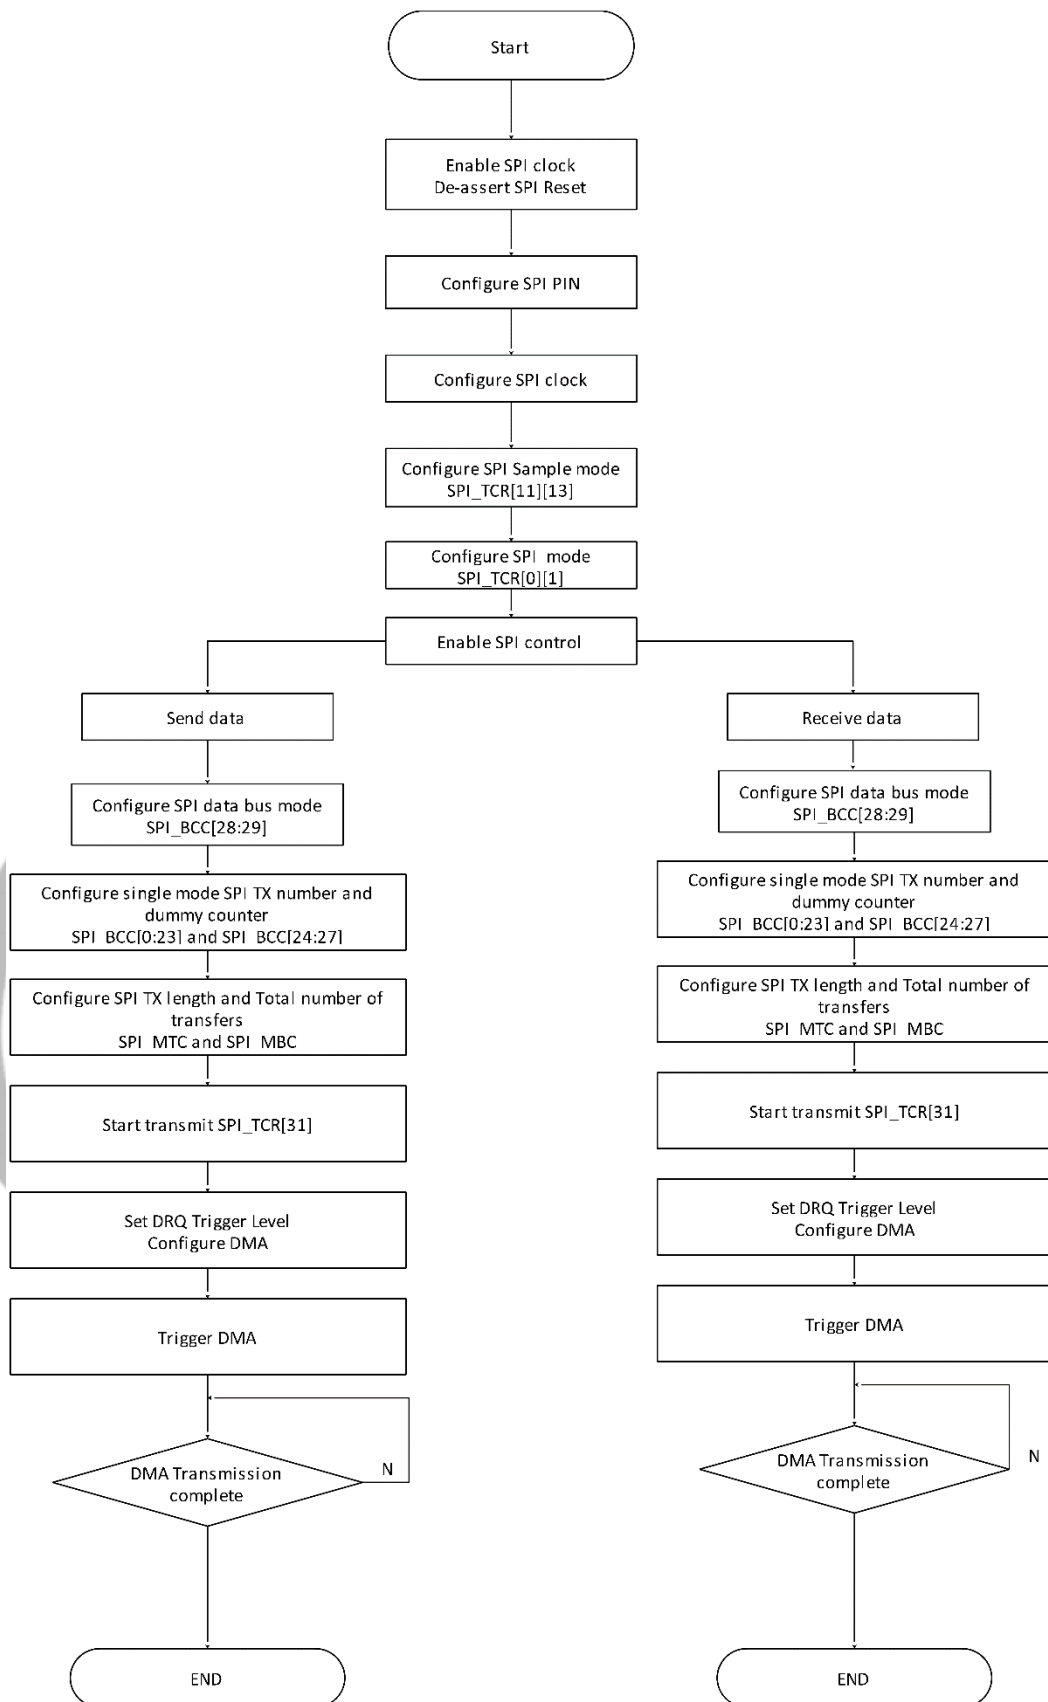 Start
Enable SPI clock
De-assert SPI Reset
Configure SPI PIN
Configure SPI clock
Configure SPI Sample mode
SPI_TCR[11][13]
Configure SPI mode
SPI_TCR[0][1]
Enable SPI control
Send data
Configure SPI data bus mode
SPI_BCC[28:29]
Configure single mode SPI TX number and
dummy counter
SPI_BCC[0:23] and SPI_BCC[24:27]
Configure SPI TX length and Total number of
transfers
SPI_MTC and SPI_MBC
Start transmit SPI_TCR[31]
Set DRQ Trigger Level
Configure DMA
Trigger DMA
DMA Transmission
complete
N
END
Receive data
Configure SPI data bus mode
SPI_BCC[28:29]
Configure single mode SPI TX number and
dummy counter
SPI_BCC[0:23] and SPI_BCC[24:27]
Configure SPI TX length and Total number of
transfers
SPI_MTC and SPI_MBC
Start transmit SPI_TCR[31]
Set DRQ Trigger Level
Configure DMA
Trigger DMA
DMA Transmission
complete
N
END